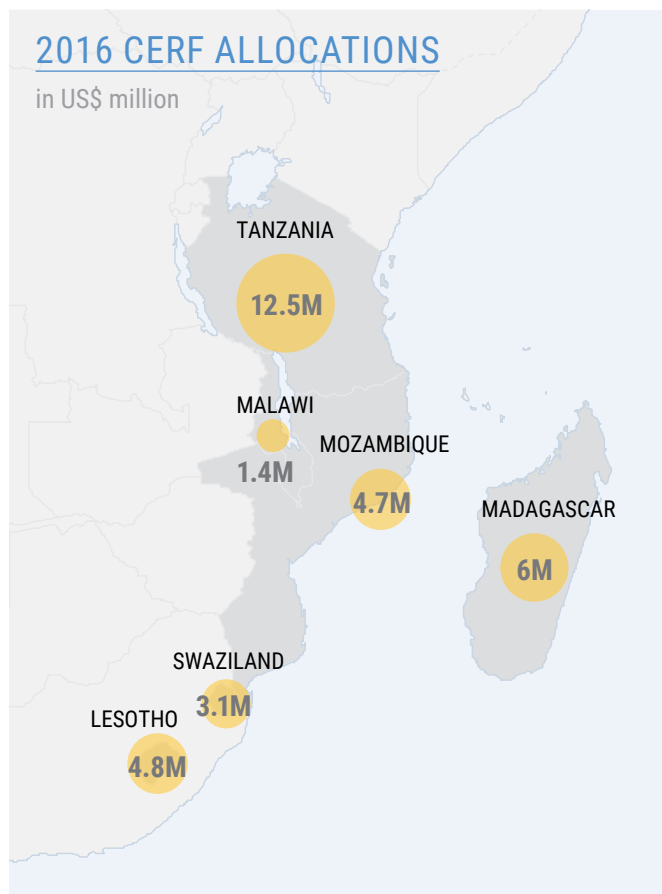 2016 CERF ALLOCATIONS
in US$ million
TANZANIA
12.5M
MALAWI
1.4M
MOZAMBIQUE
4.7M
MADAGASCAR
6M
SWAZILAND
3.1M
LESOTHO
4.8M